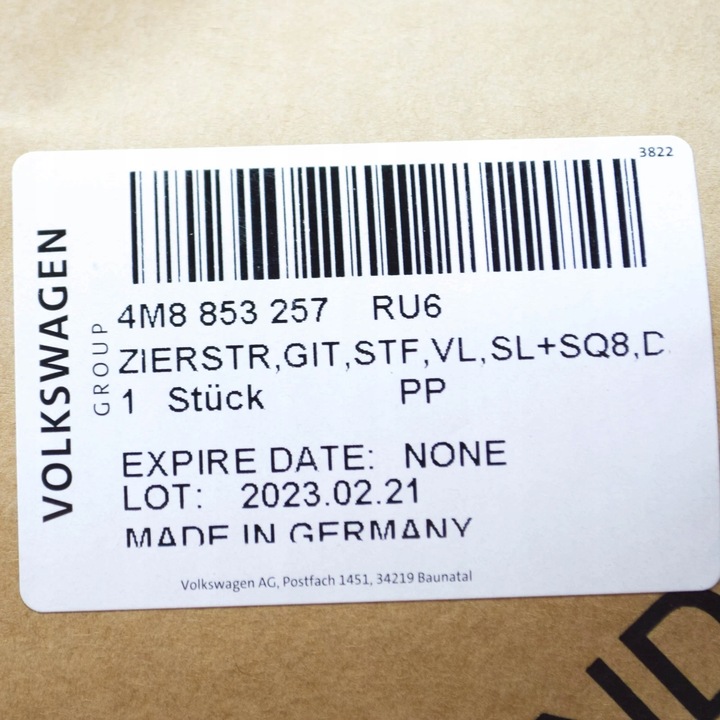 3822
VOLKSWAGEN
GROUP
4M8 853 257 RU6
ZIERSTR,GIT,STF,VL,SL+SQ8,D
1 Stück PP
EXPIRE DATE: NONE
LOT: 2023.02.21
MADE IN GERMANY
Volkswagen AG, Postfach 1451, 34219 Baunatal